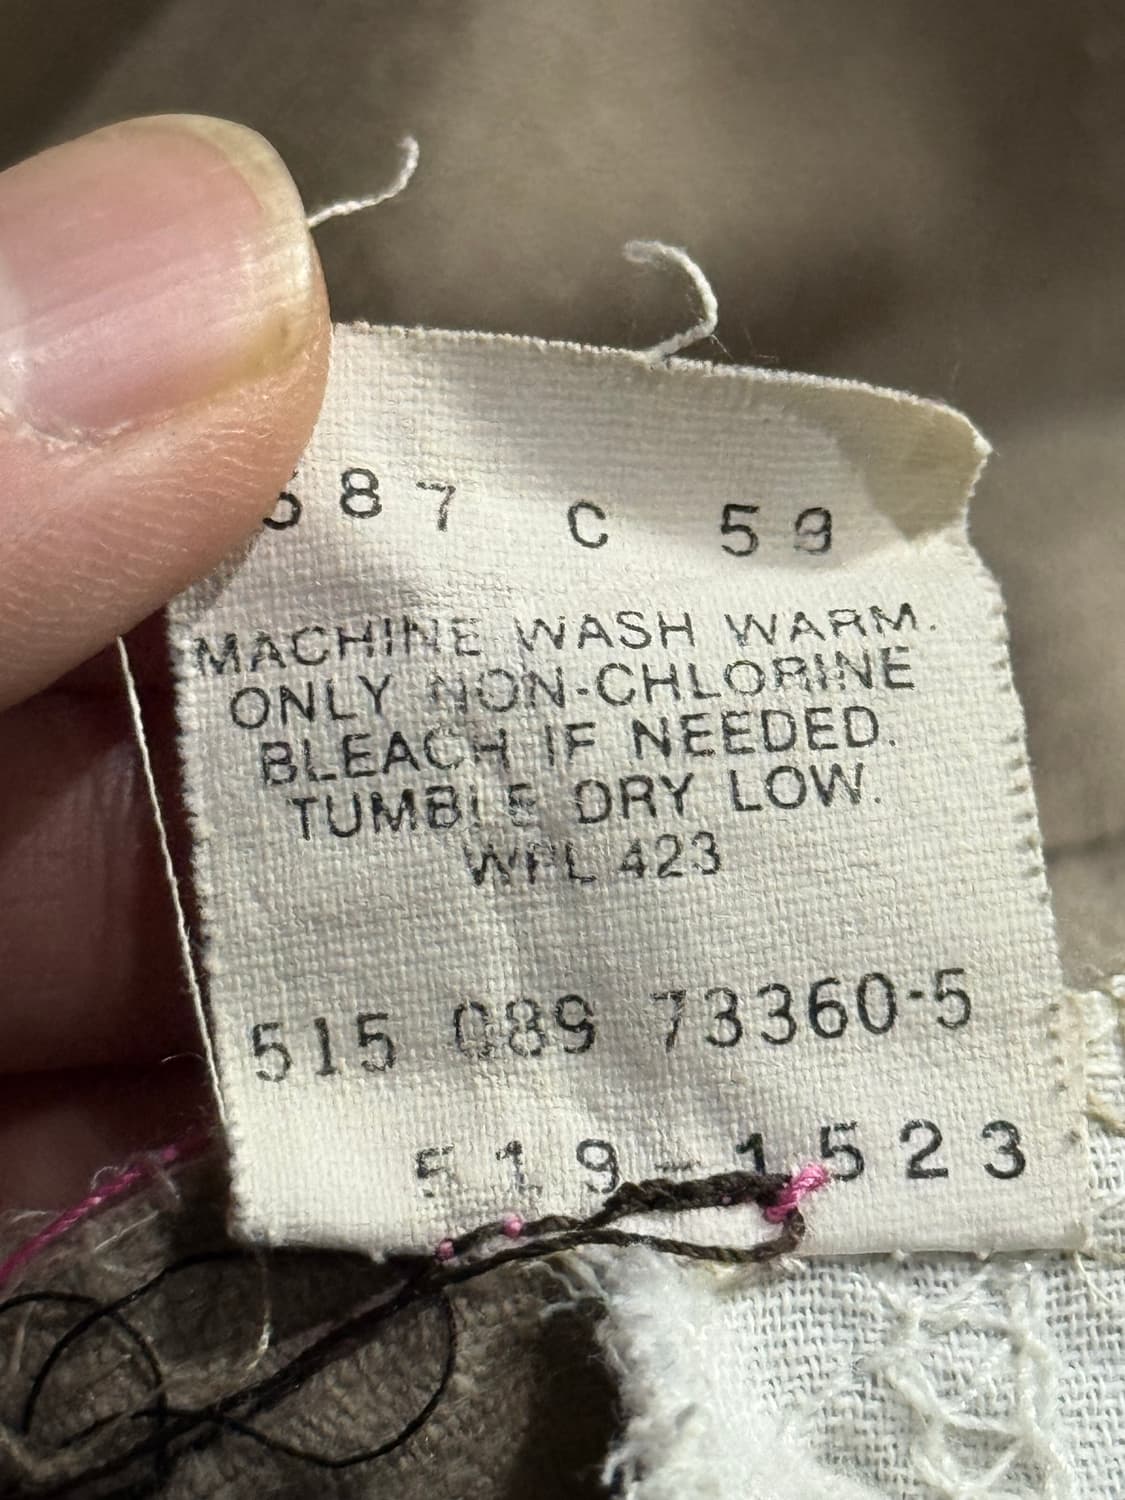 587 C 59
MACHINE WASH WARM.
ONLY NON-CHLORINE
BLEACH IF NEEDED.
TUMBLE DRY LOW.
WPL 423
515 089 73360-5
519-1523